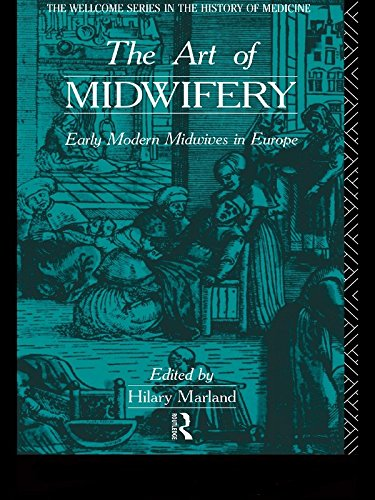 THE WELLCOME SERIES IN THE HISTORY OF MEDICINE
The Art of
MIDWIFERY
Early Modern Midwives in Europe
Edited by
Hilary Marland
ROUTLEDGE